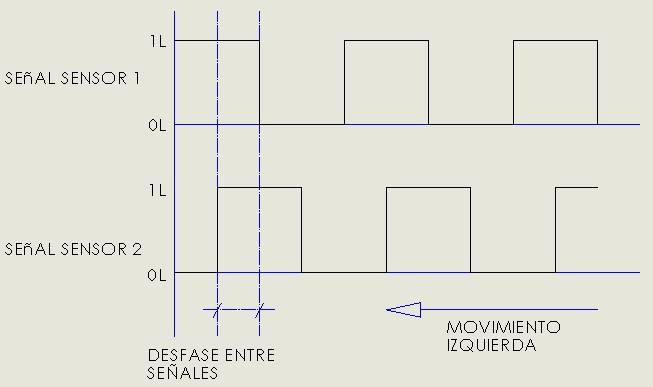 1L
SEñAL SENSOR 1
0L
1L
SEñAL SENSOR 2
0L
MOVIMIENTO
IZQUIERDA
DESFASE ENTRE
SEÑALES